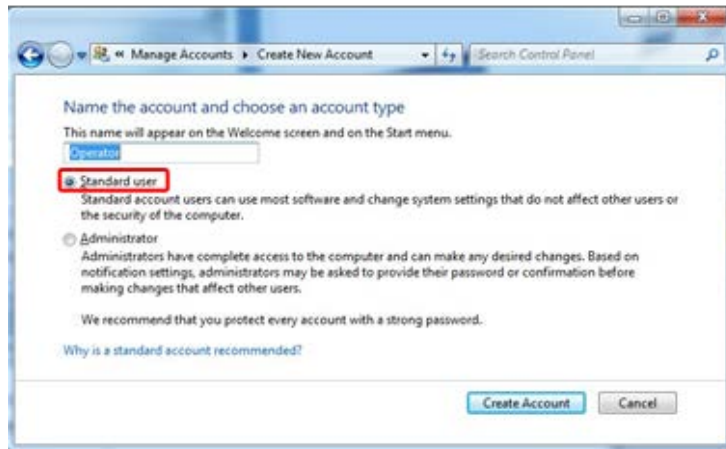 « Manage Accounts ▸ Create New Account Search Control Panel
Name the account and choose an account type
This name will appear on the Welcome screen and on the Start menu.
Operator
Standard user
Standard account users can use most software and change system settings that do not affect other users or
the security of the computer.
Administrator
Administrators have complete access to the computer and can make any desired changes. Based on
notification settings, administrators may be asked to provide their password or confirmation before
making changes that affect other users.
We recommend that you protect every account with a strong password.
Why is a standard account recommended?
Create Account Cancel